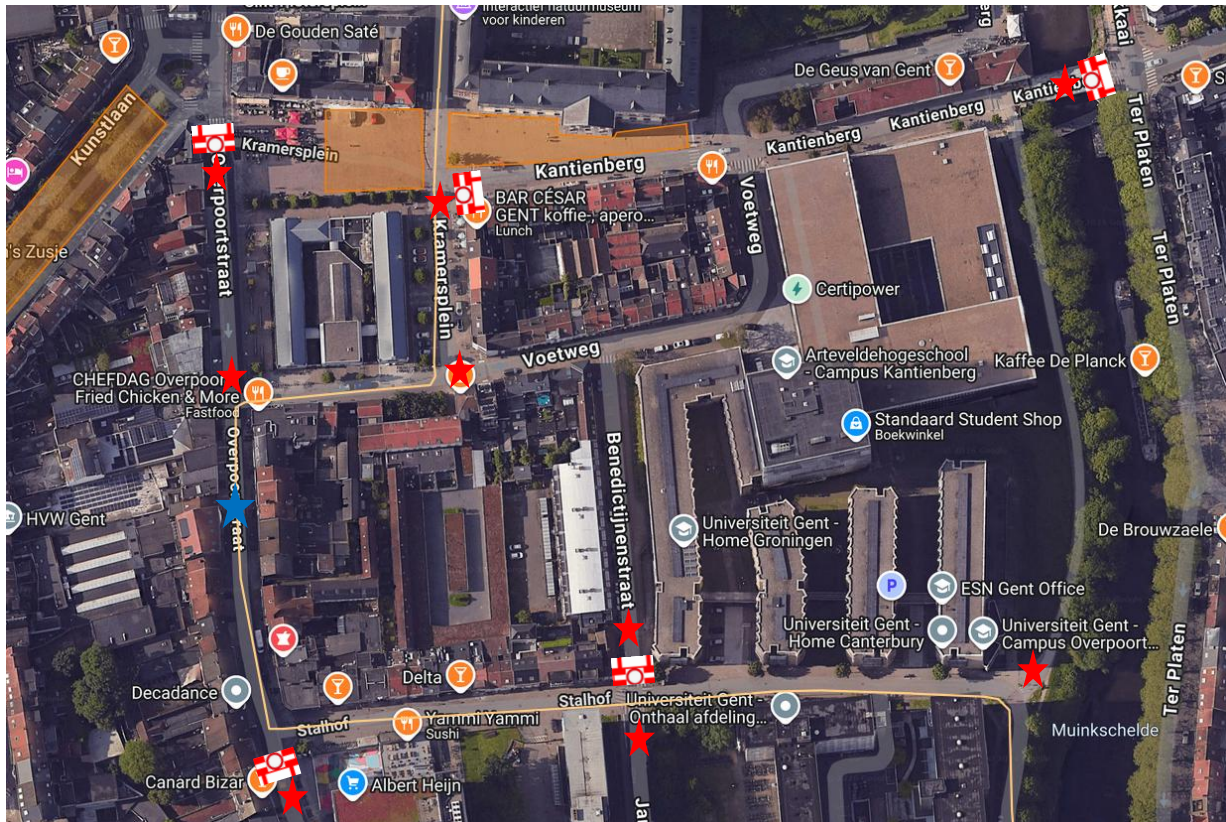 Interactief natuurmuseum
voor kinderen
De Gouden Saté
De Geus van Gent
Kunstlaan
Kramersplein
Kantienberg
Kantienberg
Kantienberg
BAR CÉSAR
GENT koffie-, apero...
Lunch
Voetweg
Ter Platen
Ter Platen
Ter Platen
Kramersplein
Certipower
Voetweg
Arteveldehogeschool
- Campus Kantienberg
Kaffee De Planck
CHEFDAG Overpoort
Fried Chicken & More
Fastfood
Standaard Student Shop
Boekwinkel
Benedictijnenstraat
HVW Gent
Universiteit Gent -
Home Groningen
De Brouwzaele
P
ESN Gent Office
Universiteit Gent -
Home Canterbury
Universiteit Gent -
Campus Overpoort...
Decadance
Delta
Stalhof
Stalhof
Yammi Yammi
Sushi
Universiteit Gent -
Onthaal afdeling...
Muinkschelde
Canard Bizar
Albert Heijn